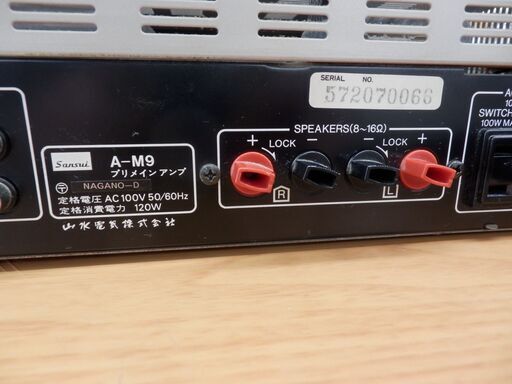 SERIAL NO.
572070066
SPEAKERS(8~16Ω)
+ LOCK - - LOCK +
R L
SWITCH
100W MA
Sansui A-M9
プリメインアンプ
NAGANO-D
定格電圧 AC100V 50/60Hz
定格消費電力 120W
山水電気株式会社